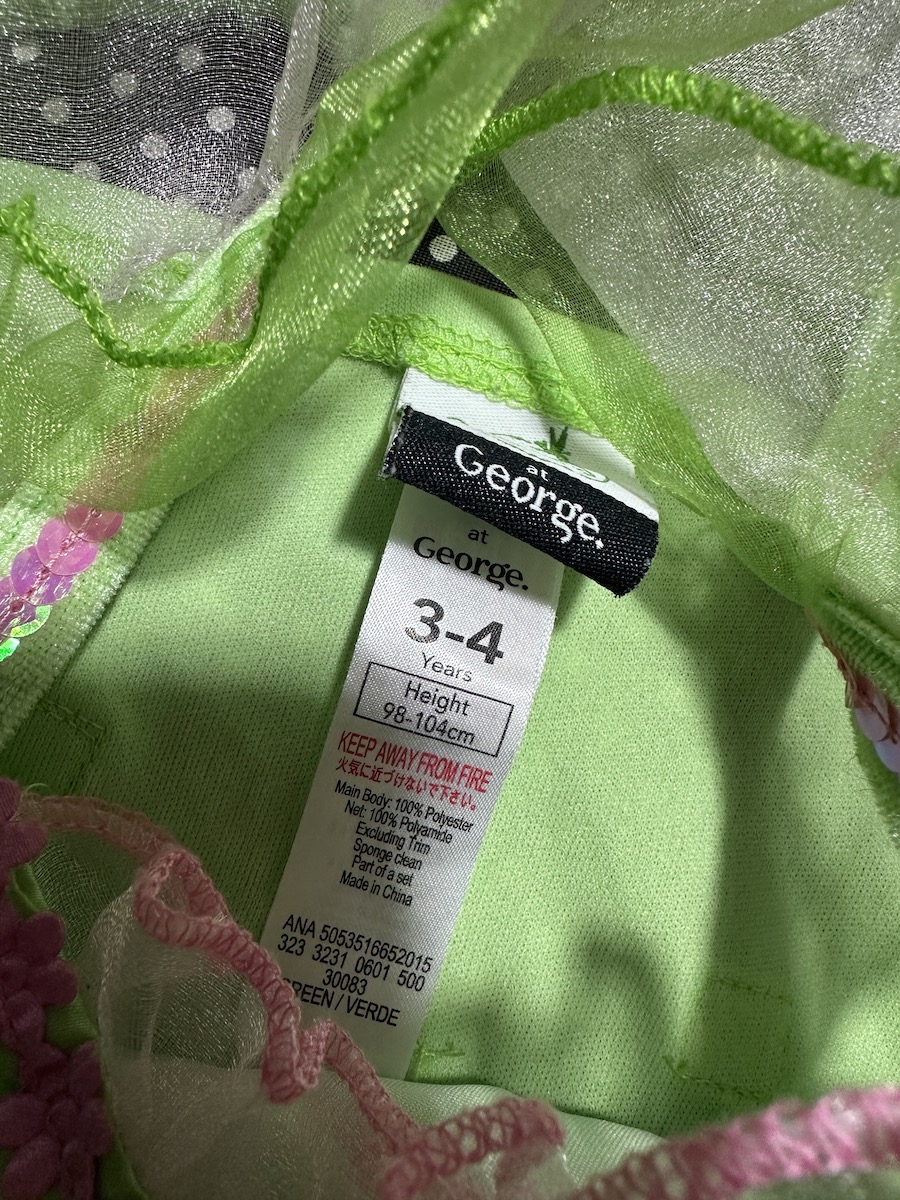 at
George.
at
George.
3-4
Years
Height
98-104cm
KEEP AWAY FROM FIRE
火気に近づけないで下さい。
Main Body: 100% Polyester
Net: 100% Polyamide
Excluding Trim
Sponge clean
Part of a set
Made in China
ANA 5053516652015
323 3231 0601 500
30083
GREEN / VERDE